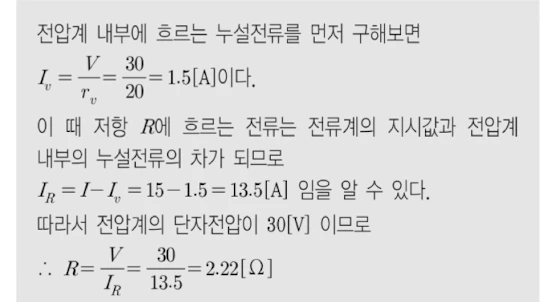 전압계 내부에 흐르는 누설전류를 먼저 구해보면
I_v = V/r_v = 30/20 = 1.5[A]이다.
이 때 저항 R에 흐르는 전류는 전류계의 지시값과 전압계
내부의 누설전류의 차가 되므로
I_R = I - I_v = 15 - 1.5 = 13.5[A] 임을 알 수 있다.
따라서 전압계의 단자전압이 30[V] 이므로
∴ R = V/I_R = 30/13.5 = 2.22[Ω]